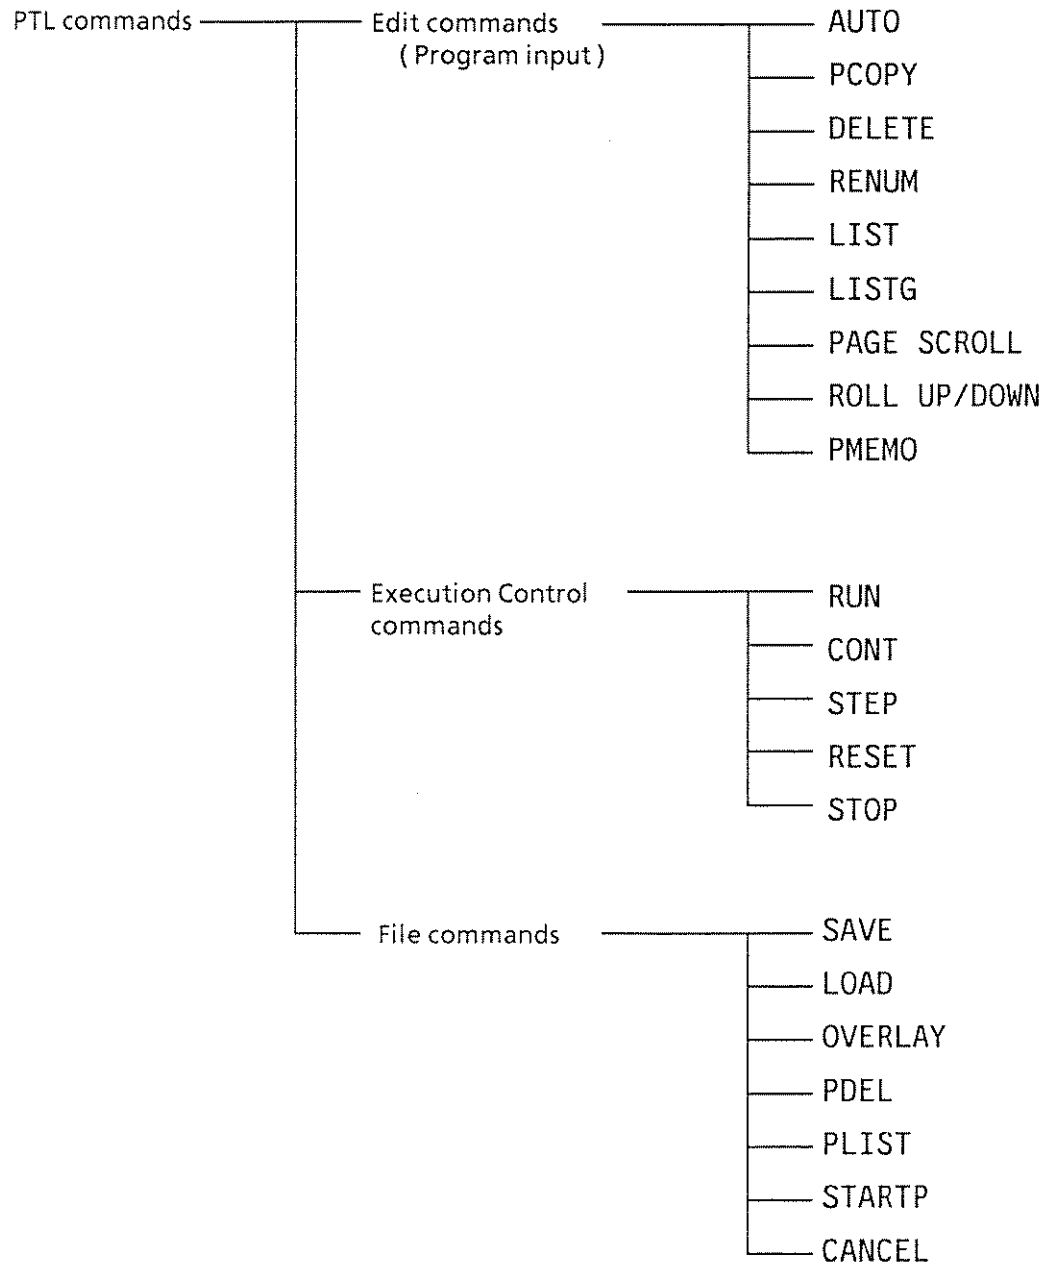 PTL commands
Edit commands
( Program input )
AUTO
PCOPY
DELETE
RENUM
LIST
LISTG
PAGE SCROLL
ROLL UP/DOWN
PMEMO
Execution Control
commands
RUN
CONT
STEP
RESET
STOP
File commands
SAVE
LOAD
OVERLAY
PDEL
PLIST
STARTP
CANCEL